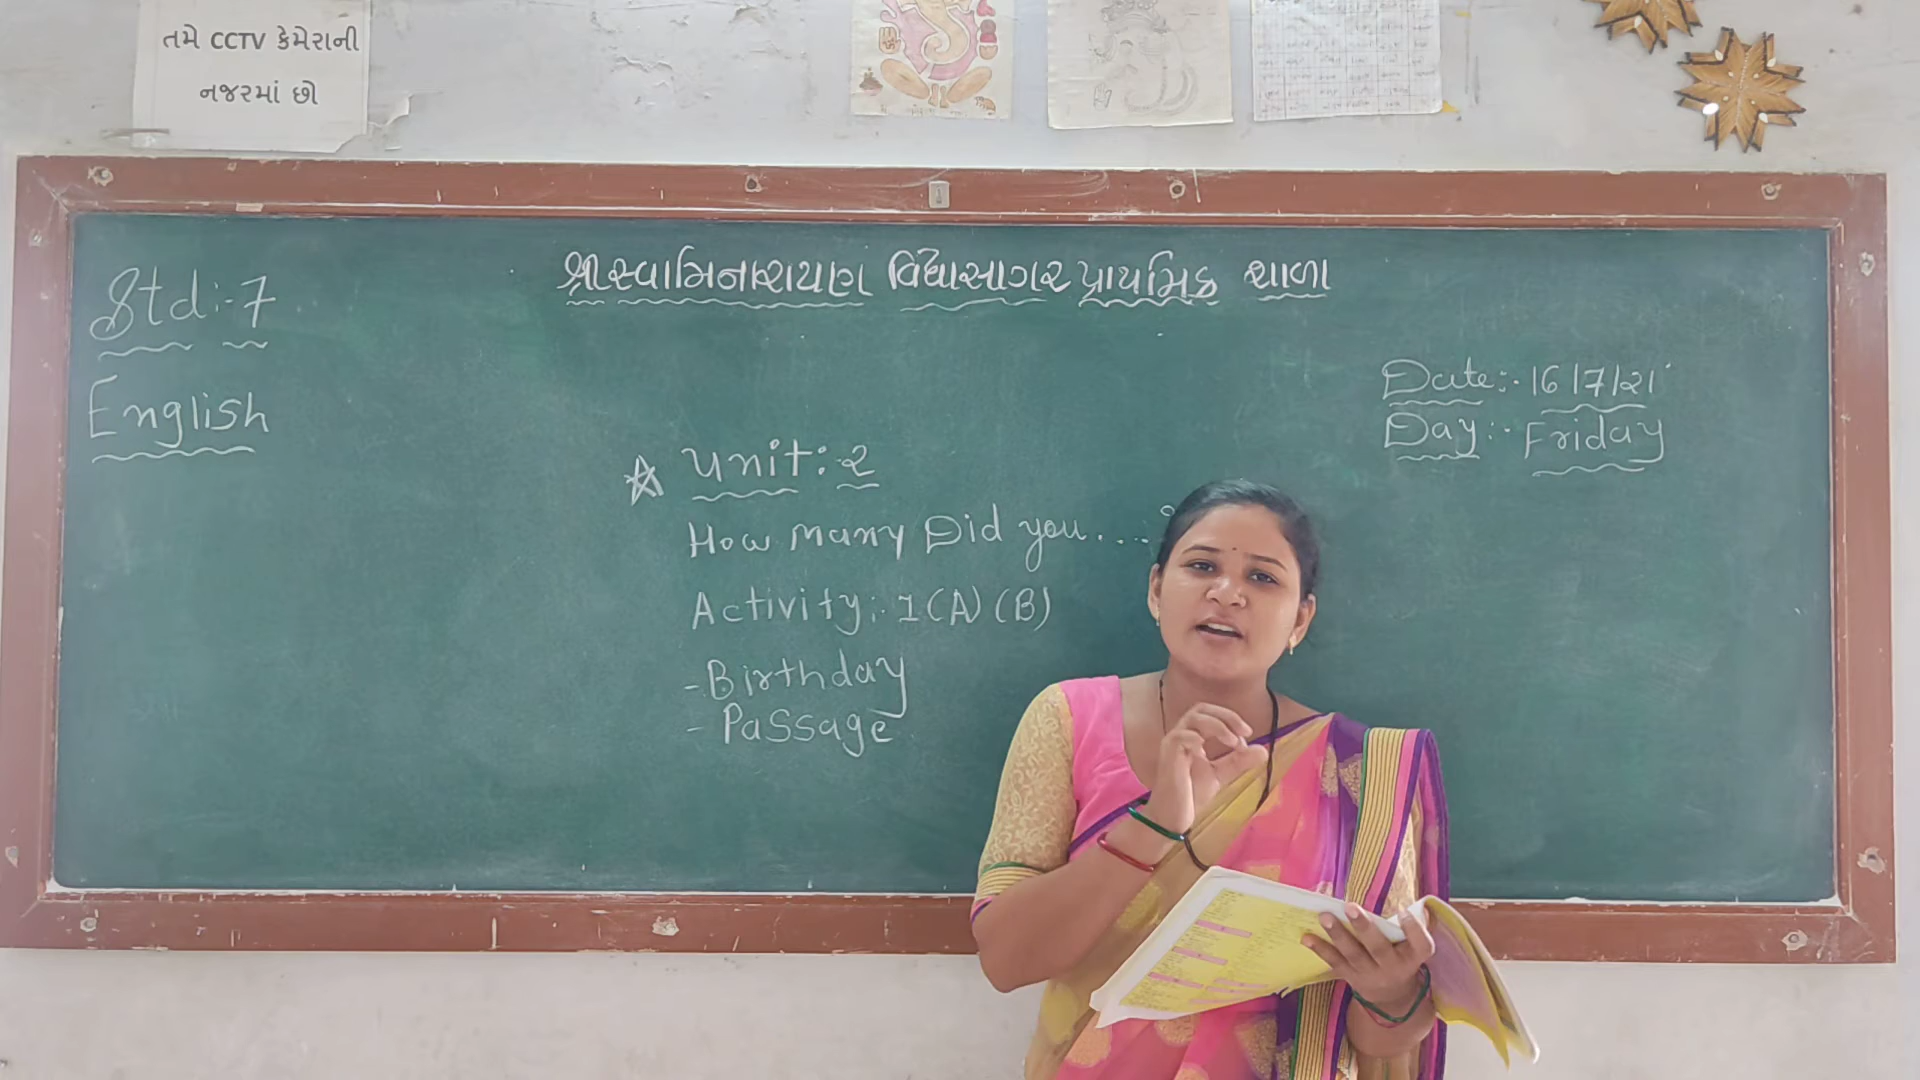 તમે CCTV કેમેરાની
નજરમાં છો
શ્રી સ્વામિનારાયણ વિદ્યાસાગર પ્રાથમિક શાળા
Std:-7
English
Date:- 16/7/21
Day:- Friday
Unit:-2
How many Did you....
Activity:- 1(A) (B)
- Birthday
- Passage